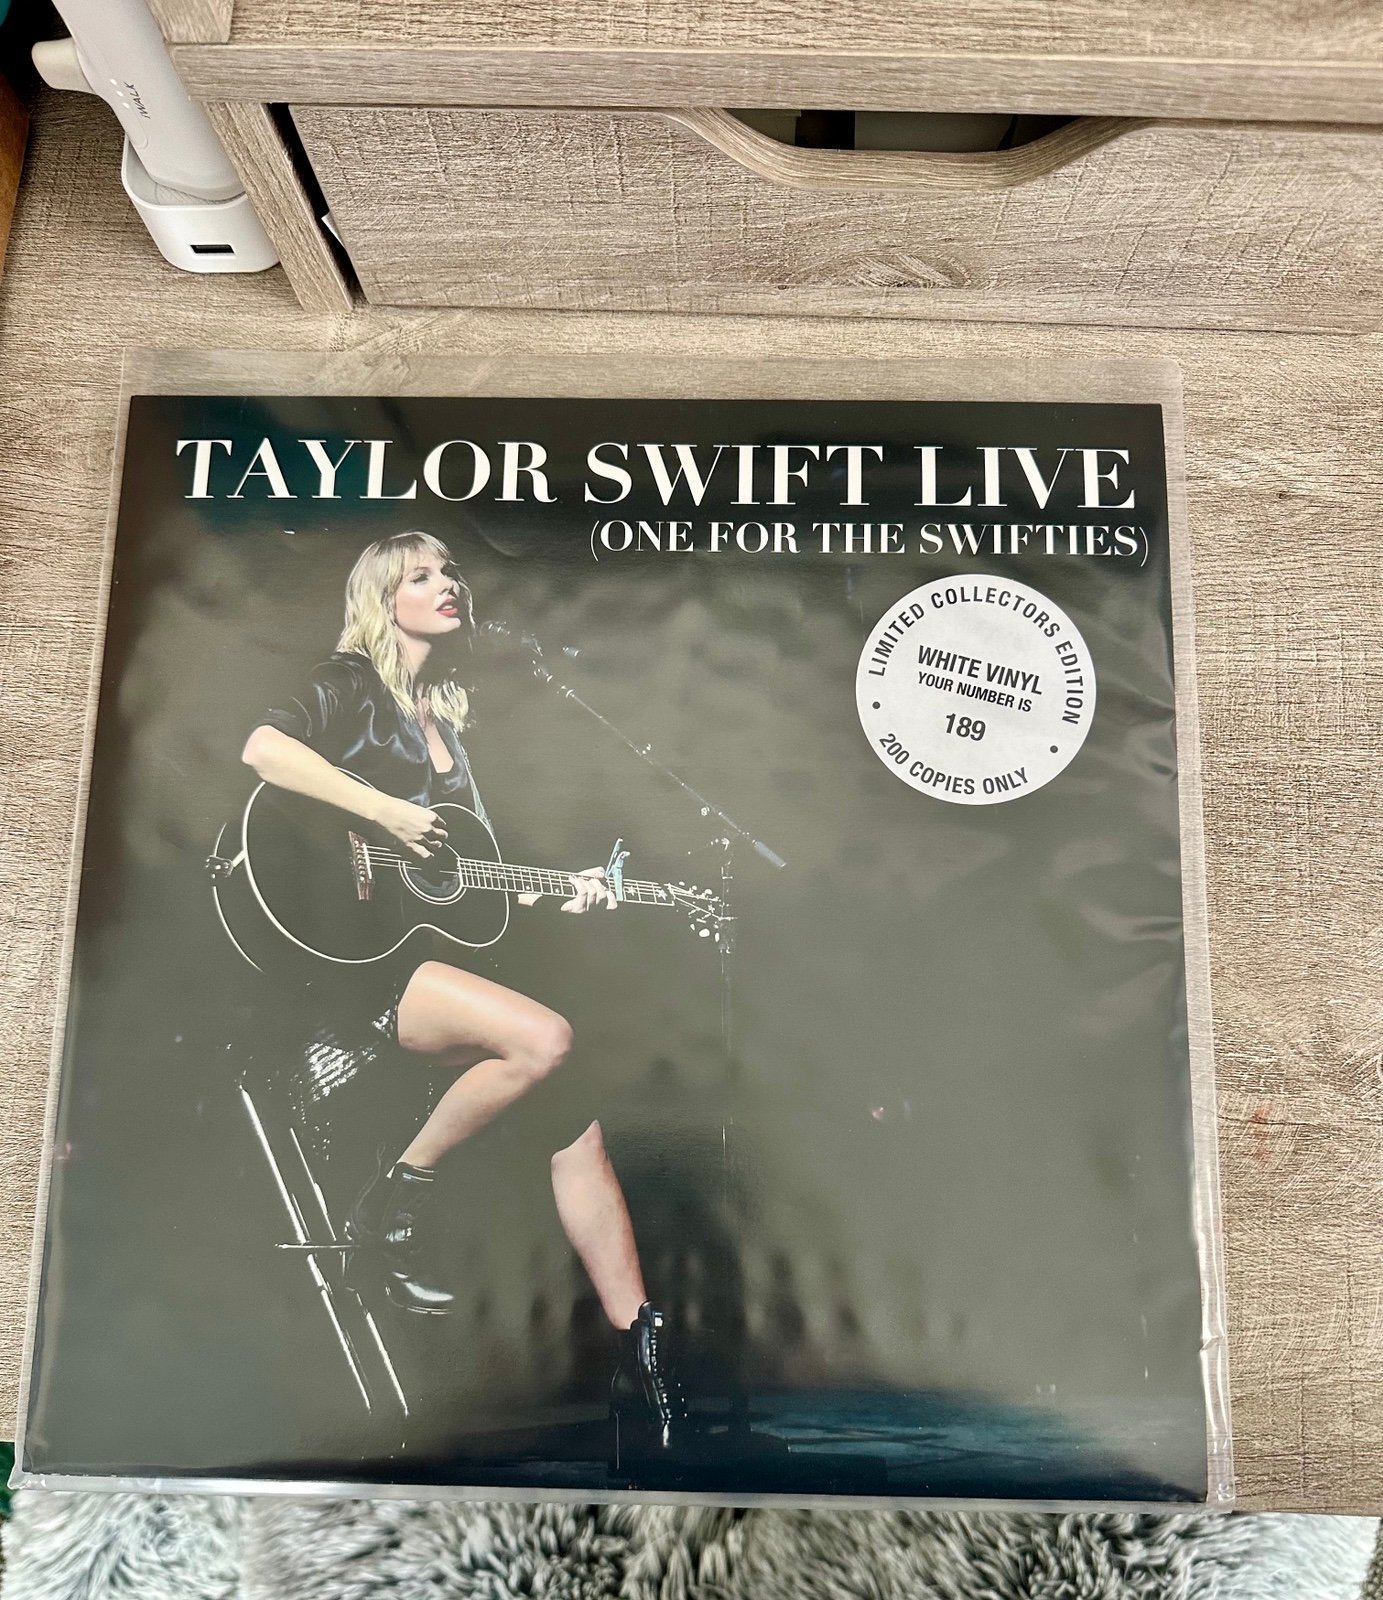 iWALK
TAYLOR SWIFT LIVE
(ONE FOR THE SWIFTIES)
LIMITED COLLECTORS EDITION
WHITE VINYL
YOUR NUMBER IS
189
200 COPIES ONLY